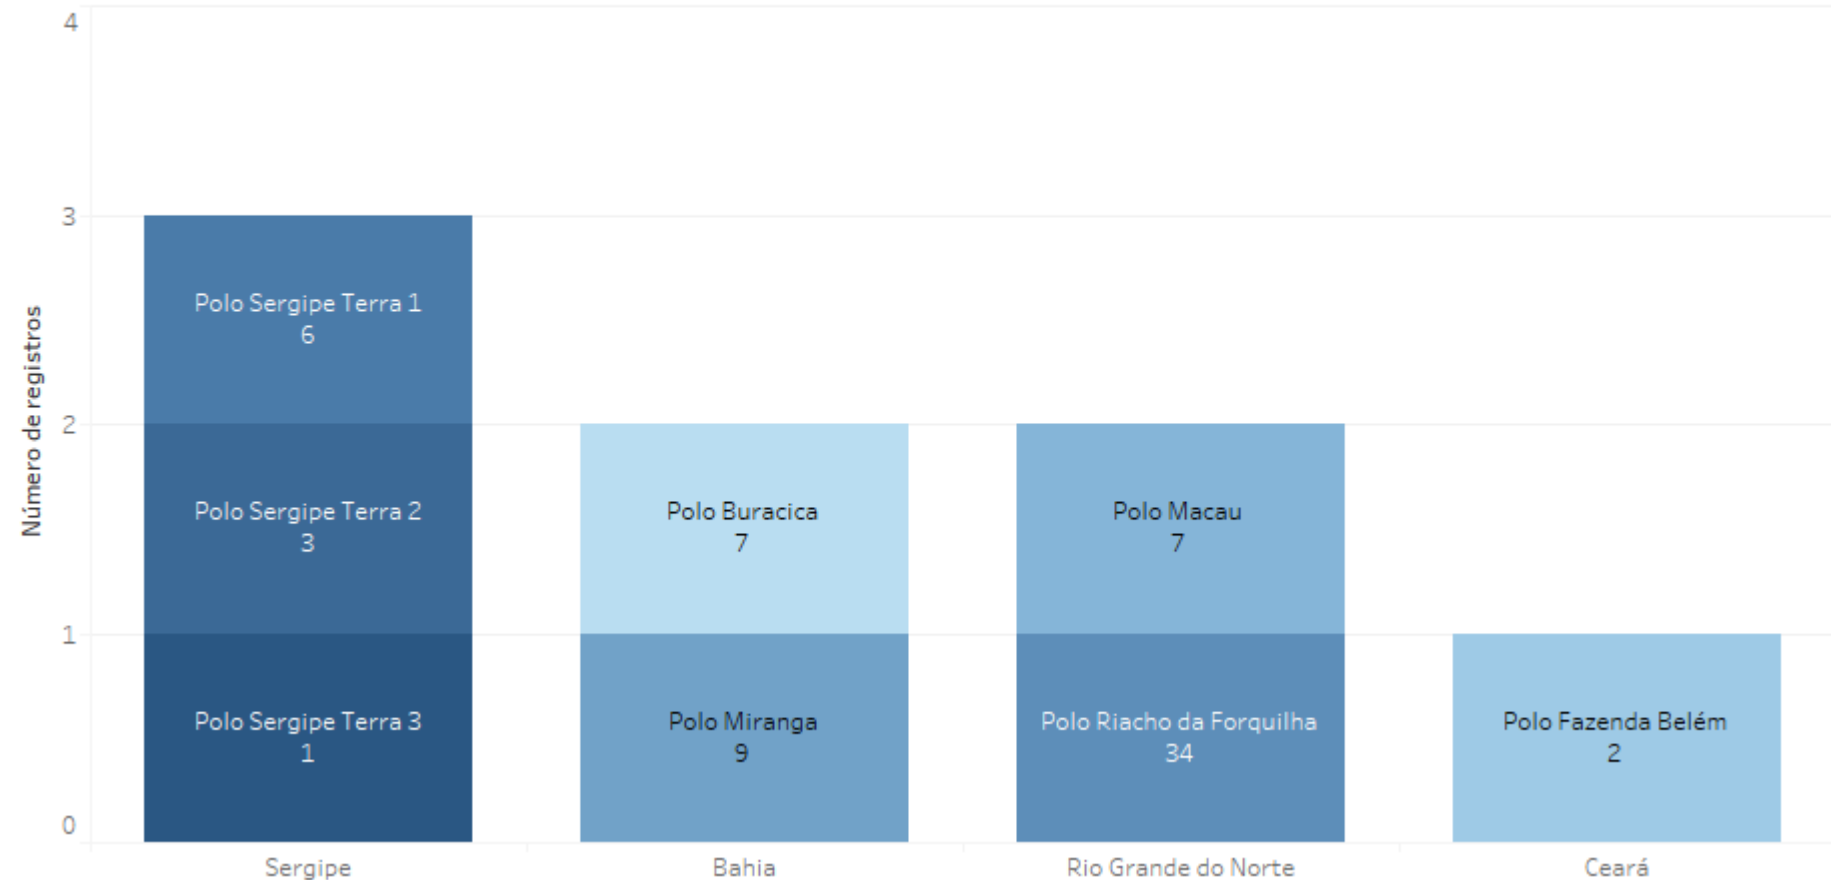 4
3
2
1
0
Número de registros
Polo Sergipe Terra 1
6
Polo Sergipe Terra 2
3
Polo Sergipe Terra 3
1
Polo Buracica
7
Polo Miranga
9
Polo Macau
7
Polo Riacho da Forquilha
34
Polo Fazenda Belém
2
Sergipe
Bahia
Rio Grande do Norte
Ceará